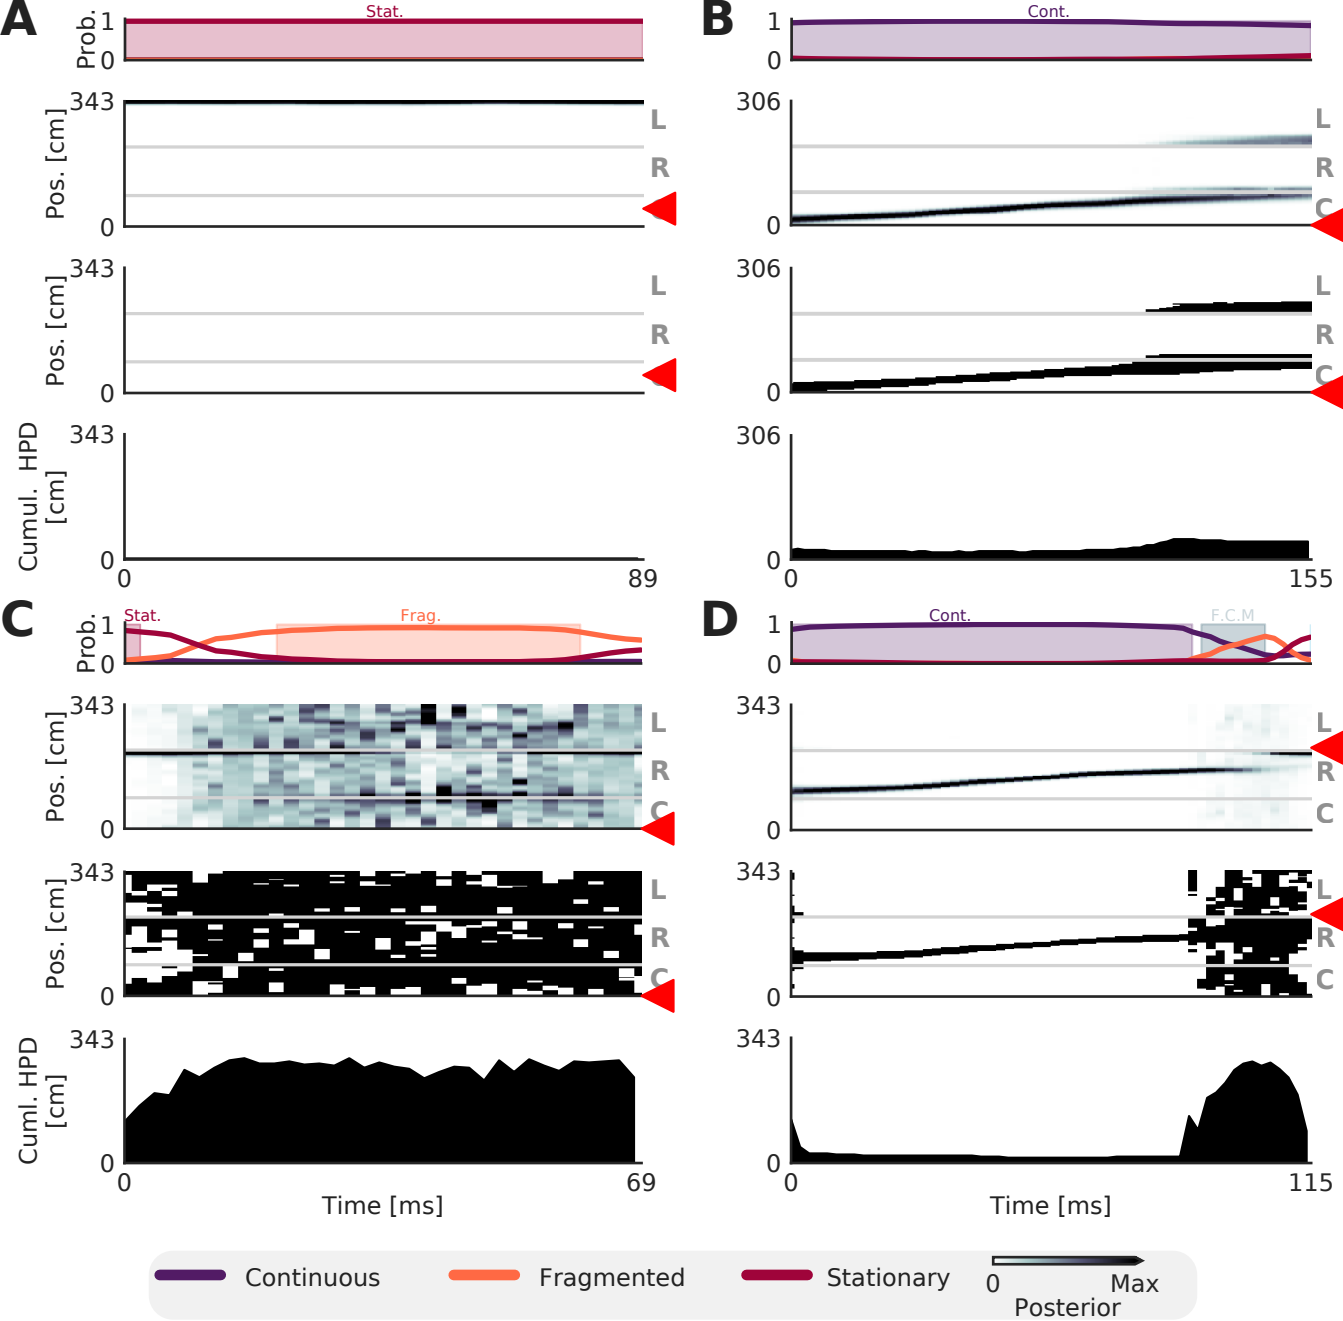 A
Stat.
Prob.
1
0
343
Pos. [cm]
0
L
R
343
Pos. [cm]
0
L
R
343
Cumul. HPD
[cm]
0
0
89
B
Cont.
1
0
306
0
L
R
C
306
0
L
R
C
306
0
0
155
C
Stat.
Frag.
Prob.
1
0
343
Pos. [cm]
0
L
R
C
343
Pos. [cm]
0
L
R
C
343
Cuml. HPD
[cm]
0
0
69
Time [ms]
D
Cont.
F.C.M
1
0
343
0
L
R
C
343
0
L
R
C
343
0
0
115
Time [ms]
Continuous
Fragmented
Stationary
0
Max
Posterior